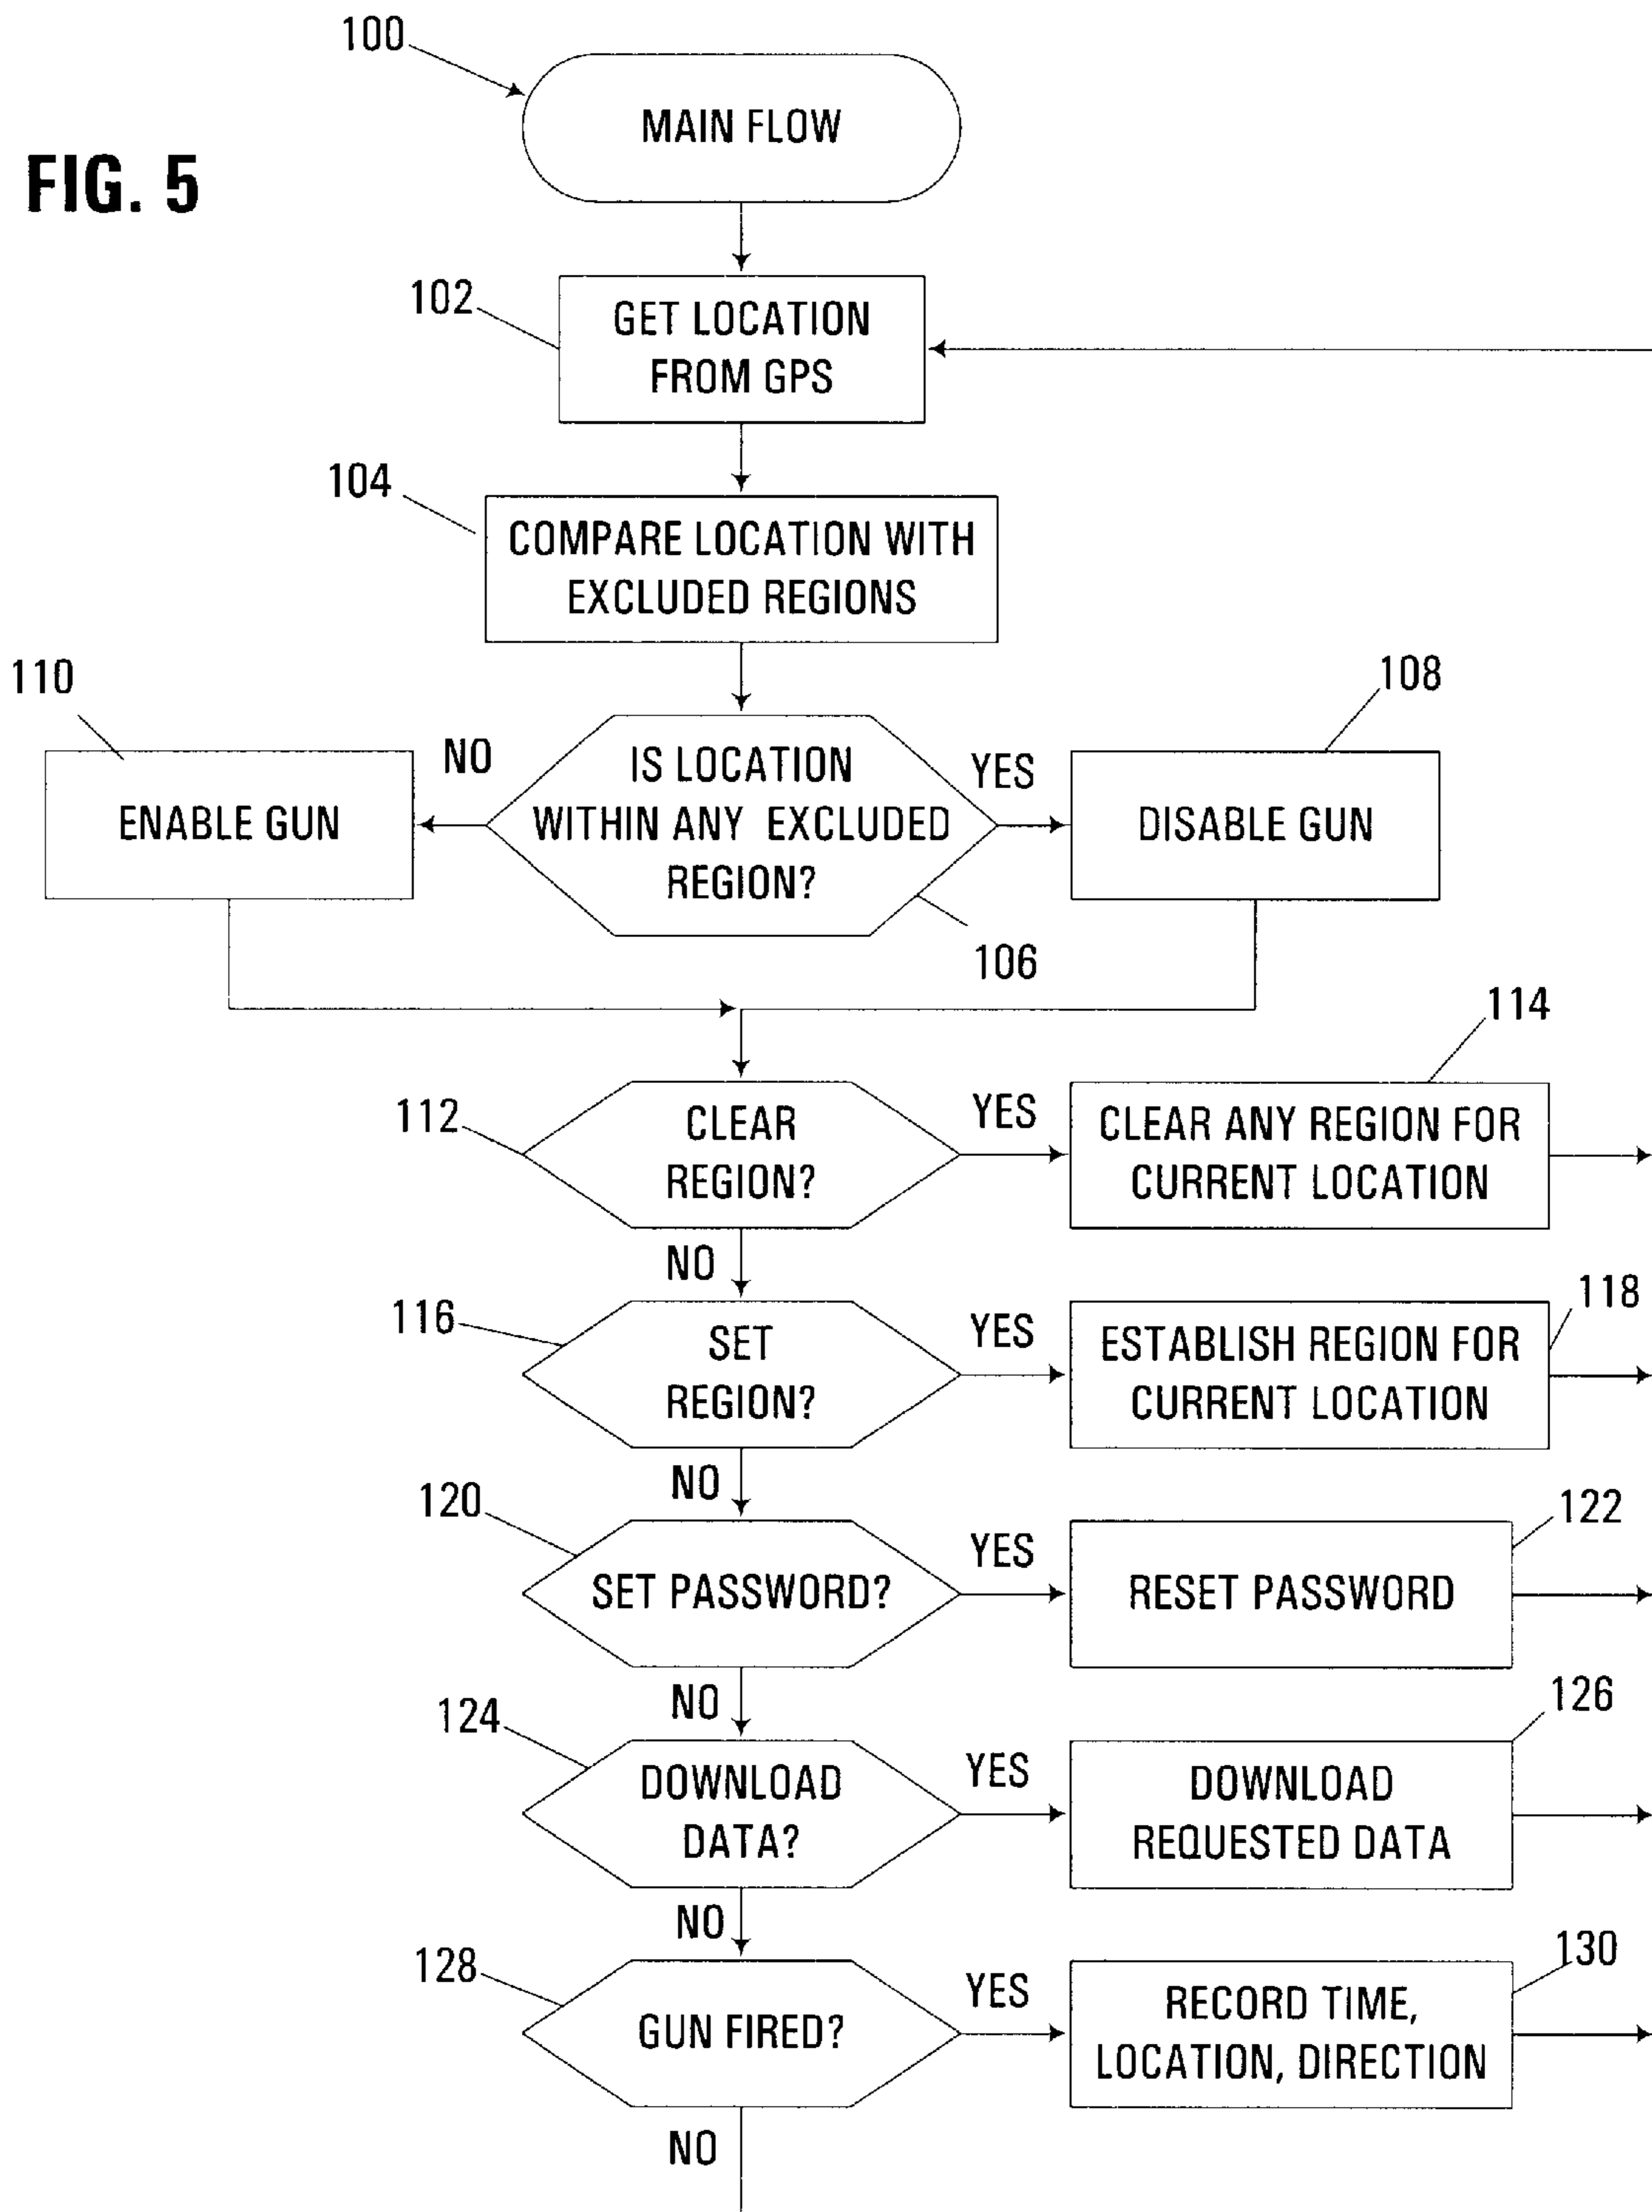 100
MAIN FLOW
FIG. 5
102
GET LOCATION
FROM GPS
104
COMPARE LOCATION WITH
EXCLUDED REGIONS
110
108
NO
YES
ENABLE GUN
IS LOCATION
WITHIN ANY EXCLUDED
REGION?
DISABLE GUN
106
114
112
CLEAR
REGION?
YES
CLEAR ANY REGION FOR
CURRENT LOCATION
NO
116
118
SET
REGION?
YES
ESTABLISH REGION FOR
CURRENT LOCATION
NO
120
122
SET PASSWORD?
YES
RESET PASSWORD
NO
124
126
DOWNLOAD
DATA?
YES
DOWNLOAD
REQUESTED DATA
NO
128
130
GUN FIRED?
YES
RECORD TIME,
LOCATION, DIRECTION
NO